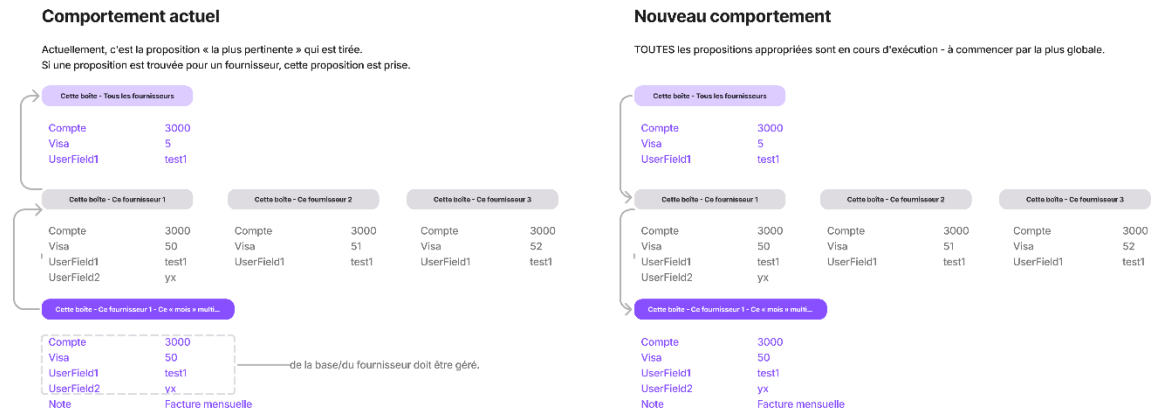 Comportement actuel
Actuellement, c'est la proposition « la plus pertinente » qui est tirée.
Si une proposition est trouvée pour un fournisseur, cette proposition est prise.
Cette boîte - Tous les fournisseurs
Compte 3000
Visa 5
UserField1 test1
Cette boîte - Ce fournisseur 1 Cette boîte - Ce fournisseur 2 Cette boîte - Ce fournisseur 3
Compte 3000 Compte 3000 Compte 3000
Visa 50 Visa 51 Visa 52
UserField1 test1 UserField1 test1 UserField1 test1
UserField2 yx
Cette boîte - Ce fournisseur 1 - Ce « mois » multi...
Compte 3000
Visa 50
UserField1 test1
UserField2 yx
Note Facture mensuelle
de la base/du fournisseur doit être géré.
Nouveau comportement
TOUTES les propositions appropriées sont en cours d'exécution - à commencer par la plus globale.
Cette boîte - Tous les fournisseurs
Compte 3000
Visa 5
UserField1 test1
Cette boîte - Ce fournisseur 1 Cette boîte - Ce fournisseur 2 Cette boîte - Ce fournisseur 3
Compte 3000 Compte 3000 Compte 3000
Visa 50 Visa 51 Visa 52
UserField1 test1 UserField1 test1 UserField1 test1
UserField2 yx
Cette boîte - Ce fournisseur 1 - Ce « mois » multi...
Compte 3000
Visa 50
UserField1 test1
UserField2 yx
Note Facture mensuelle